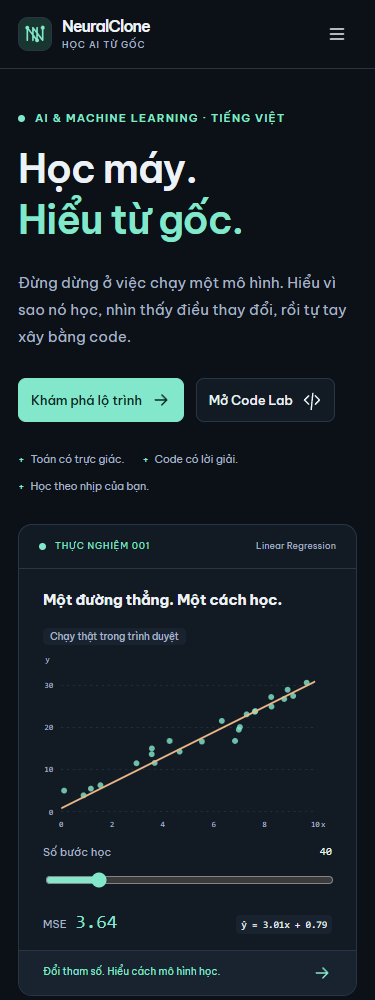 NeuralClone
HỌC AI TỪ GỐC
AI & MACHINE LEARNING · TIẾNG VIỆT
Học máy.
Hiểu từ gốc.
Đừng dừng ở việc chạy một mô hình. Hiểu vì
sao nó học, nhìn thấy điều thay đổi, rồi tự tay
xây bằng code.
Khám phá lộ trình →
Mở Code Lab </>
+ Toán có trực giác. + Code có lời giải.
+ Học theo nhịp của bạn.
THỰC NGHIỆM 001 Linear Regression
Một đường thẳng. Một cách học.
Chạy thật trong trình duyệt
y
30
20
10
0
0 2 4 6 8 10 x
Số bước học 40
MSE 3.64 ŷ = 3.01x + 0.79
Đổi tham số. Hiểu cách mô hình học. →